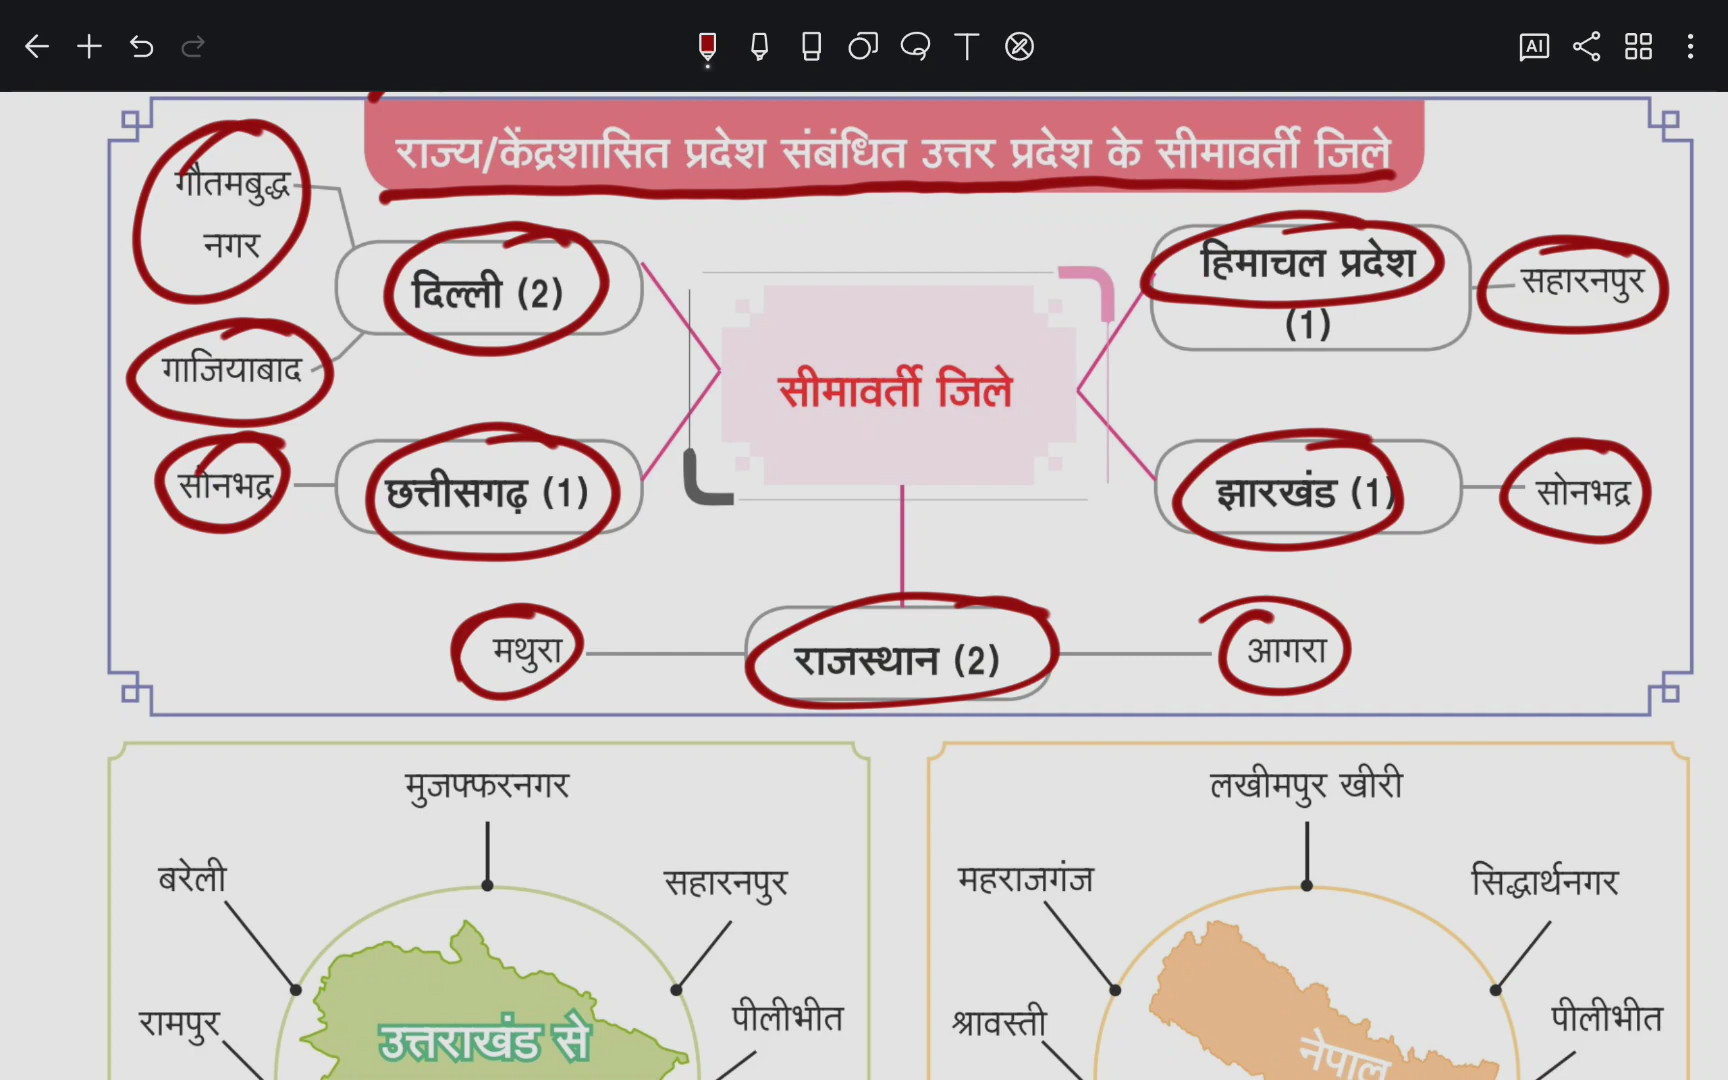 AI
T
राज्य/केंद्रशासित प्रदेश संबंधित उत्तर प्रदेश के सीमावर्ती जिले
गौतमबुद्ध
नगर
दिल्ली (2)
गाजियाबाद
हिमाचल प्रदेश
(1)
सहारनपुर
सीमावर्ती जिले
सोनभद्र
छत्तीसगढ़ (1)
झारखंड (1)
सोनभद्र
मथुरा
राजस्थान (2)
आगरा
मुजफ्फरनगर
बरेली
सहारनपुर
रामपुर
पीलीभीत
उत्तराखंड से
लखीमपुर खीरी
महराजगंज
सिद्धार्थनगर
श्रावस्ती
पीलीभीत
नेपाल